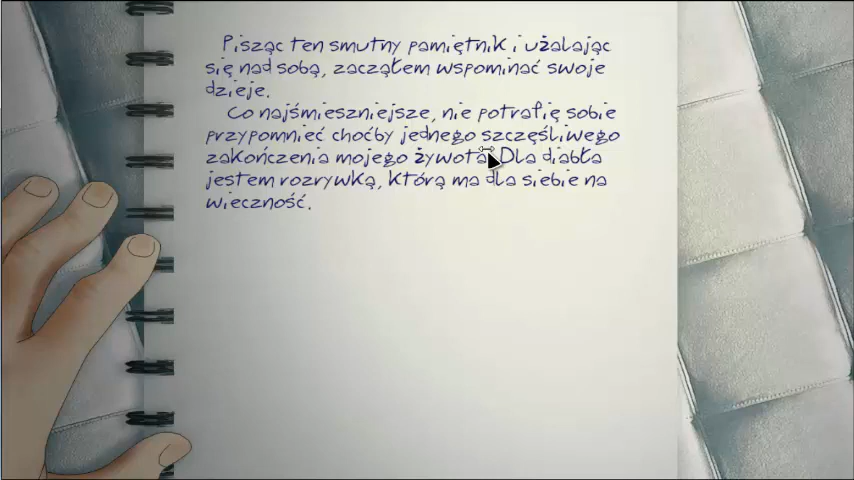 Pisząc ten smutny pamiętnik i użalając
się nad sobą, zacząłem wspominać swoje
dzieje.
Co najśmieszniejsze, nie potrafię sobie
przypomnieć choćby jednego szczęśliwego
zakończenia mojego żywota. Dla diabła
jestem rozrywką, którą ma dla siebie na
wieczność.